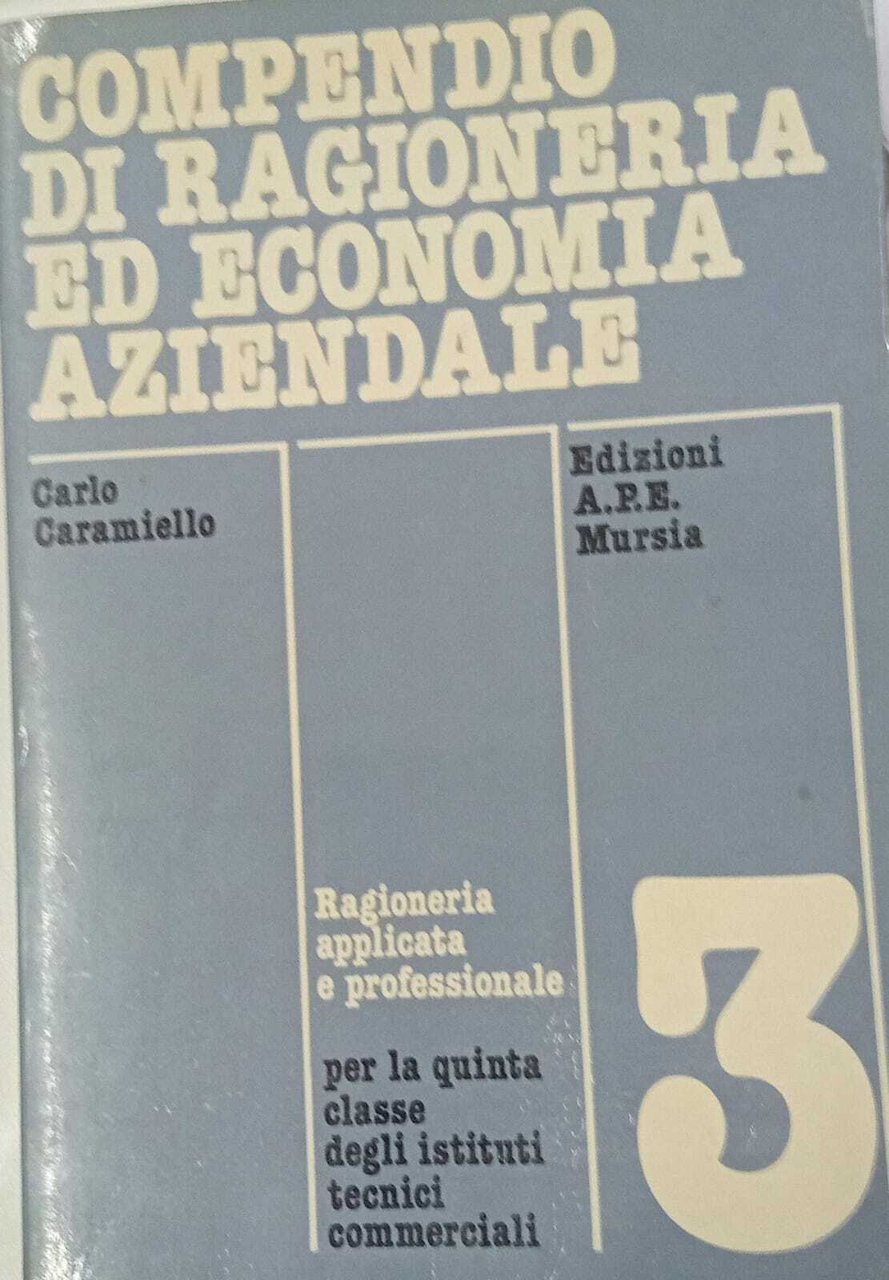 COMPENDIO
DI RAGIONERIA
ED ECONOMIA
AZIENDALE
Carlo
Caramiello
Edizioni
A.P.E.
Mursia
Ragioneria
applicata
e professionale
per la quinta
classe
degli istituti
tecnici
commerciali
3